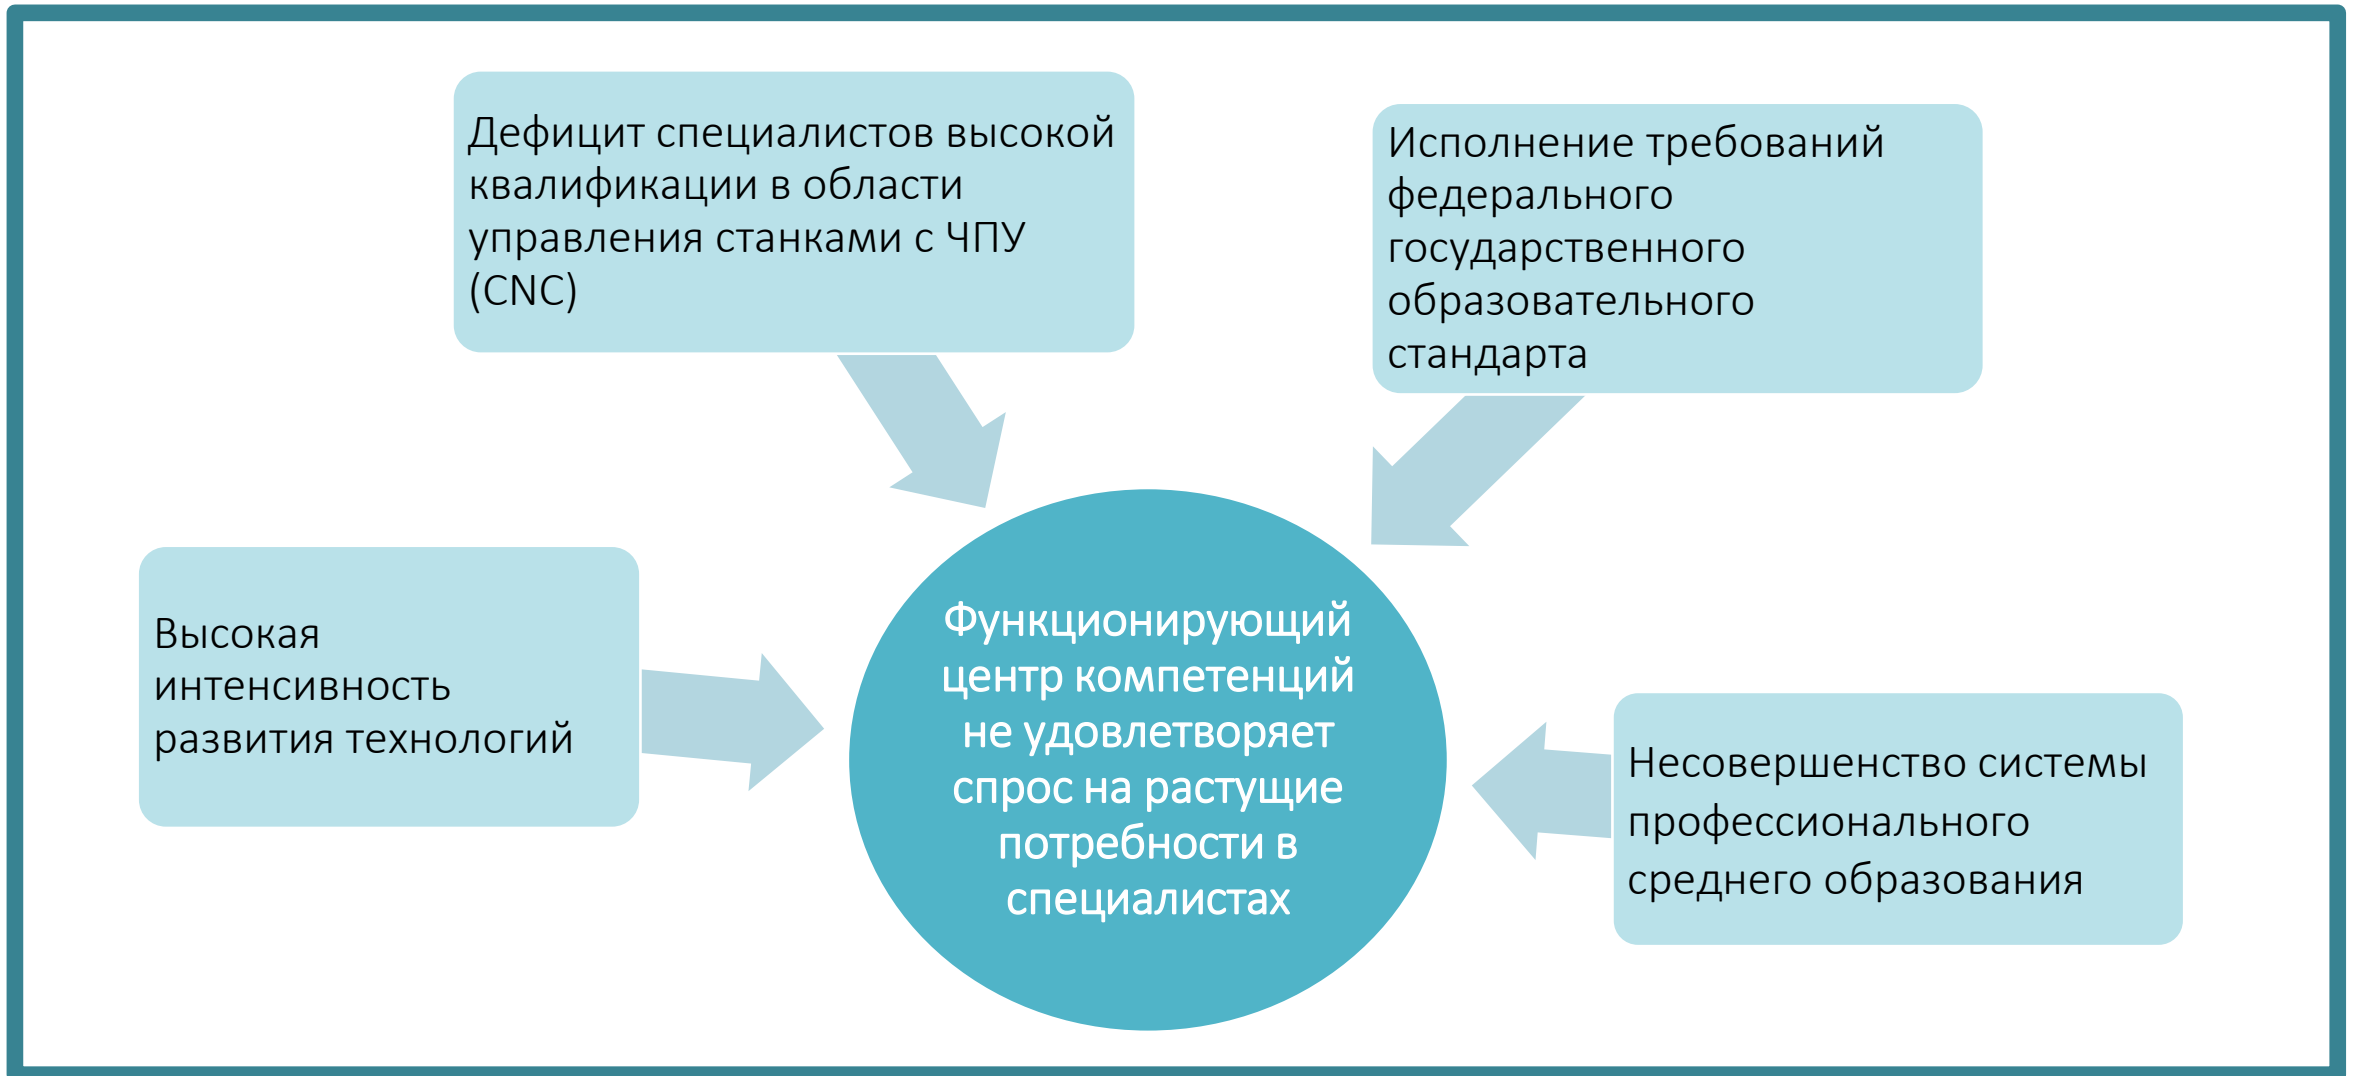 Дефицит специалистов высокой
квалификации в области
управления станками с ЧПУ
(CNC)
Исполнение требований
федерального
государственного
образовательного
стандарта
Высокая
интенсивность
развития технологий
Функционирующий
центр компетенций
не удовлетворяет
спрос на растущие
потребности в
специалистах
Несовершенство системы
профессионального
среднего образования